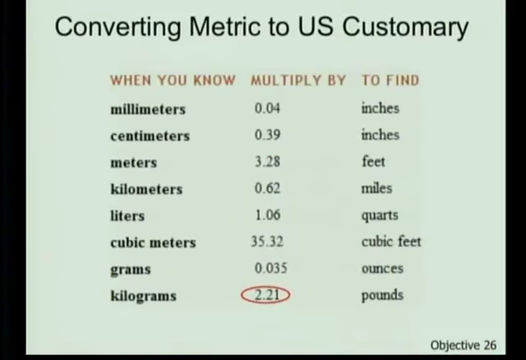 Converting Metric to US Customary
WHEN YOU KNOW MULTIPLY BY TO FIND
millimeters 0.04 inches
centimeters 0.39 inches
meters 3.28 feet
kilometers 0.62 miles
liters 1.06 quarts
cubic meters 35.32 cubic feet
grams 0.035 ounces
kilograms 2.21 pounds
Objective 26